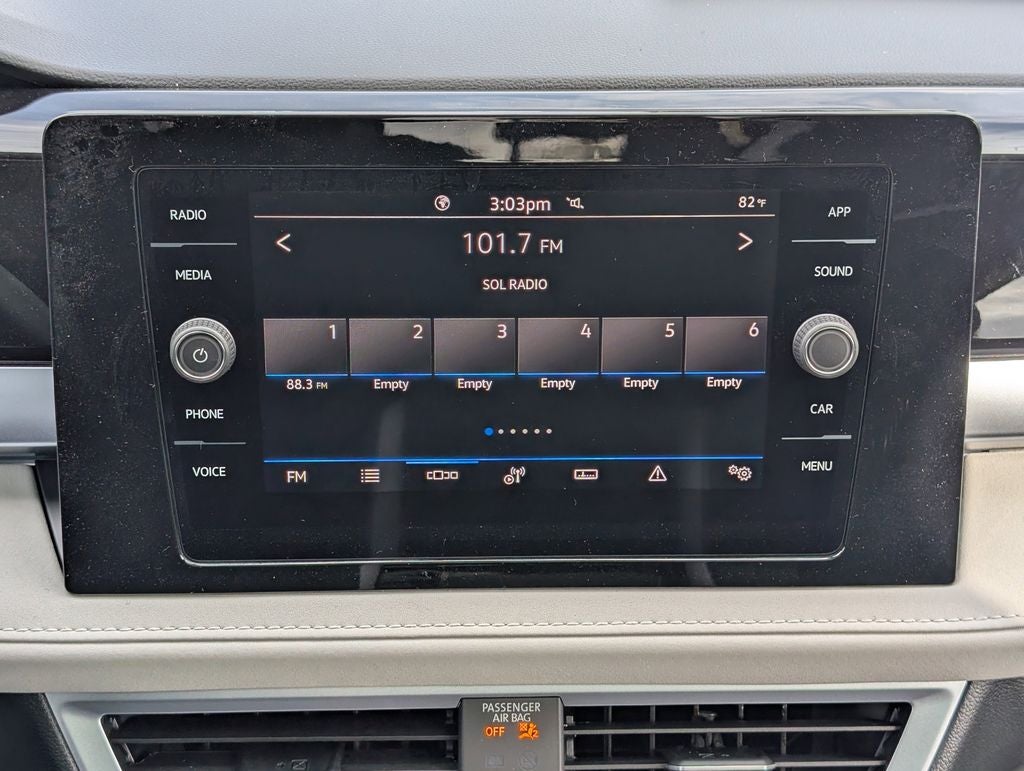 3:03pm 82 °F
RADIO
APP
< 101.7 FM >
MEDIA
SOUND
SOL RADIO
1 2 3 4 5 6
88.3 FM Empty Empty Empty Empty Empty
PHONE
CAR
VOICE
MENU
FM
PASSENGER
AIR BAG
OFF 2